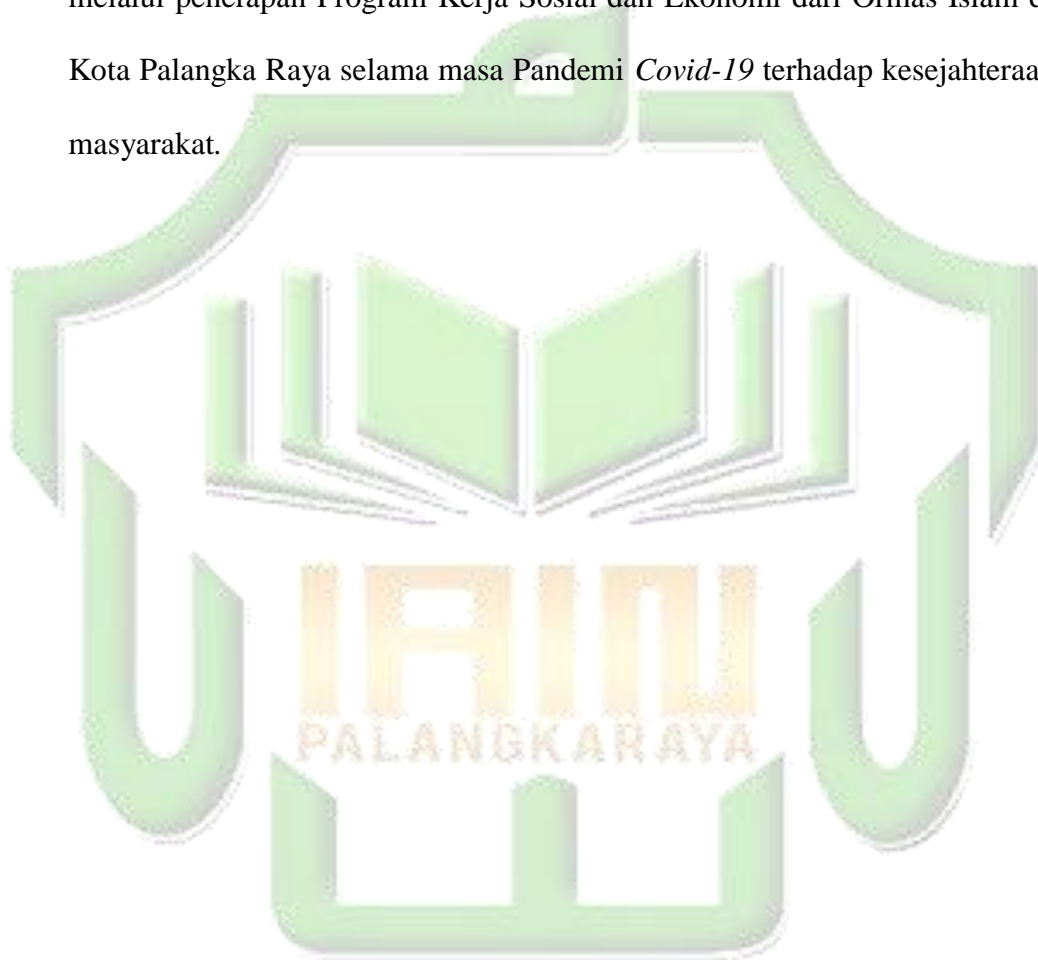 melalui penerapan Program Kerja Sosial dan Ekonomi dari Ormas Islam
Kota Palangka Raya selama masa Pandemi Covid-19 terhadap
masyarakat.
IAIN
PALANGKARAYA